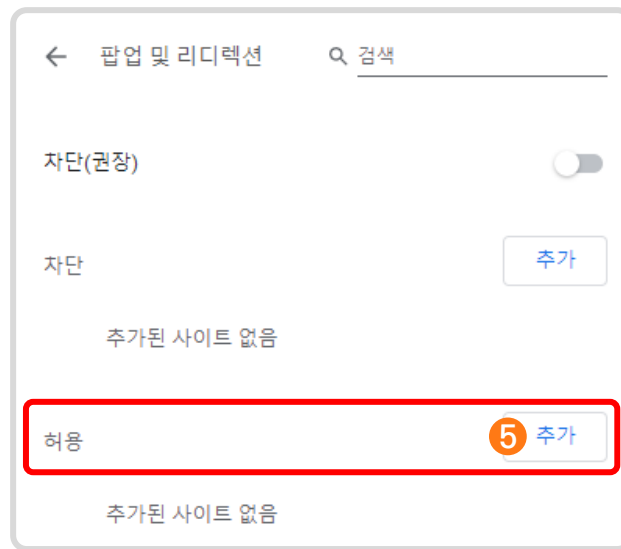 팝업 및 리디렉션 검색
차단(권장)
차단 추가
추가된 사이트 없음
허용 5 추가
추가된 사이트 없음